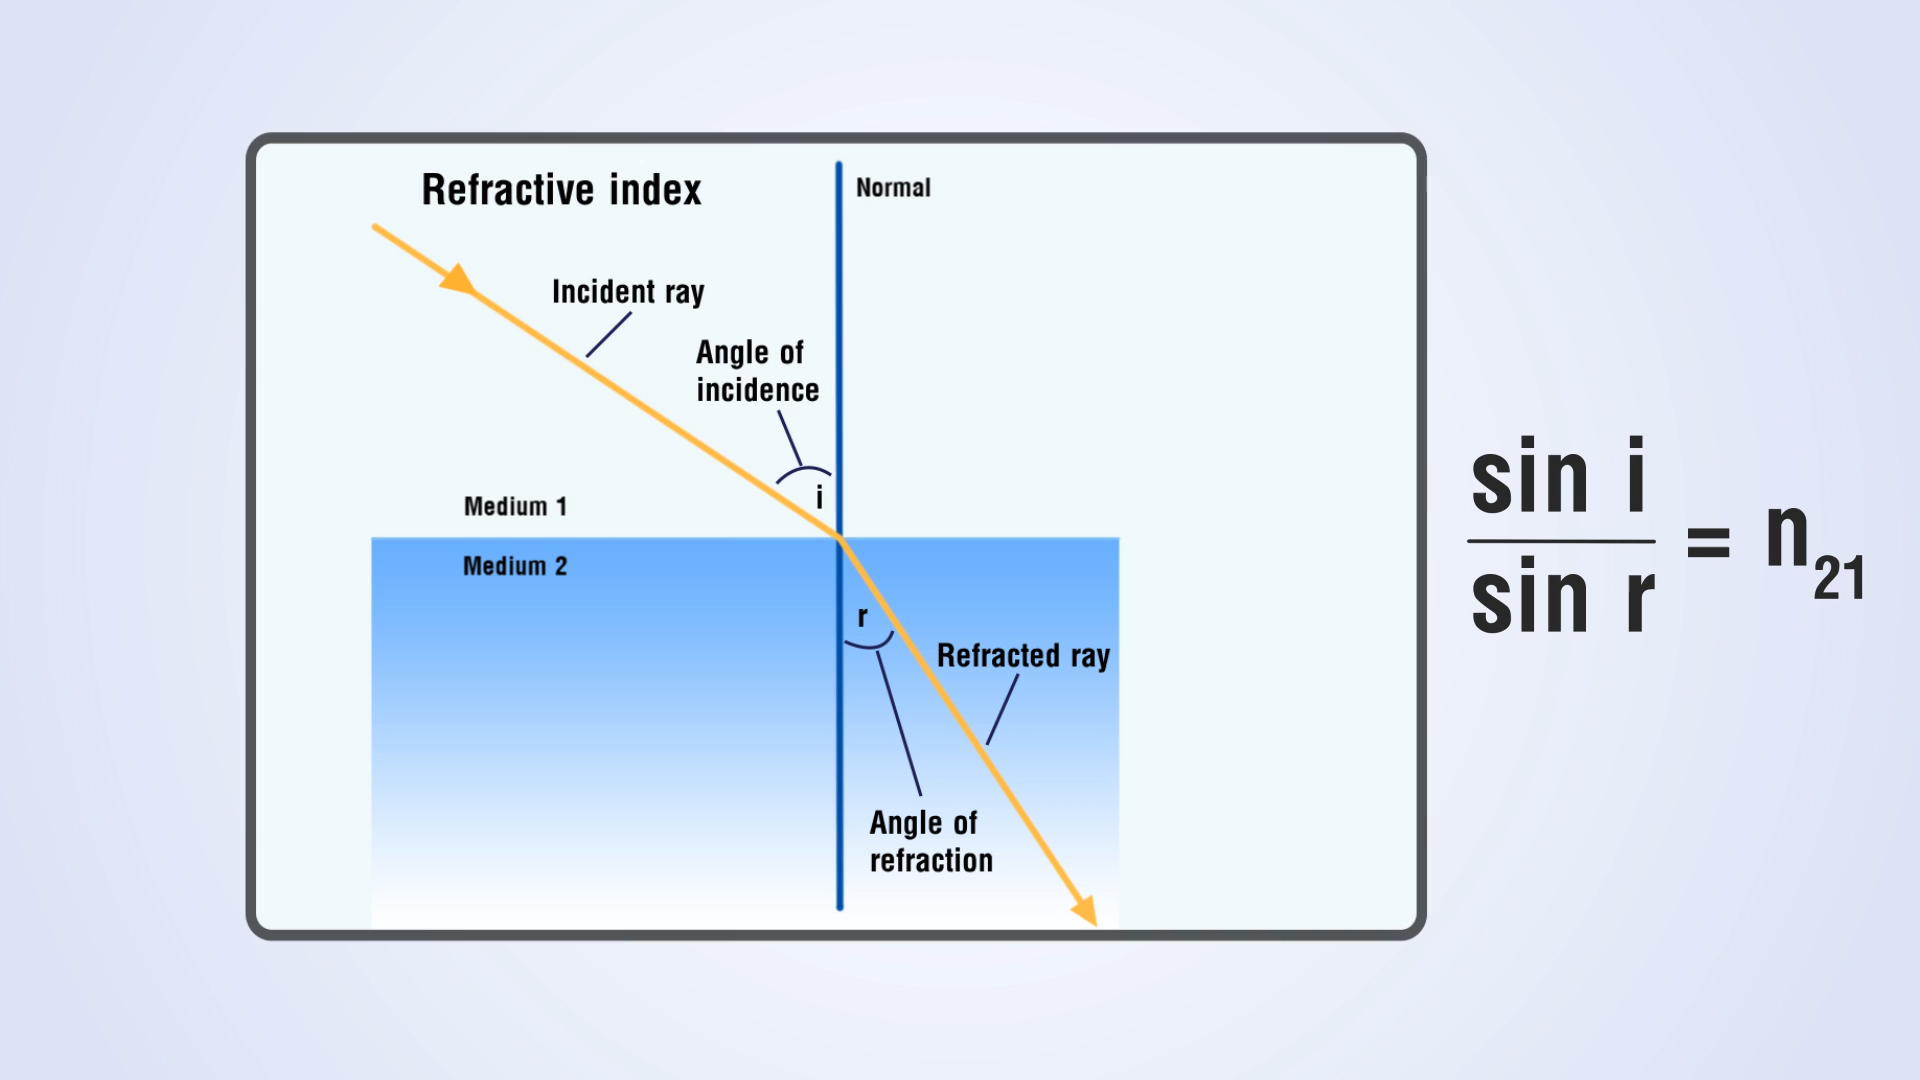 Refractive index
Normal
Incident ray
Angle of
incidence
i
Medium 1
Medium 2
r
Refracted ray
Angle of
refraction
sin i
sin r
= n21